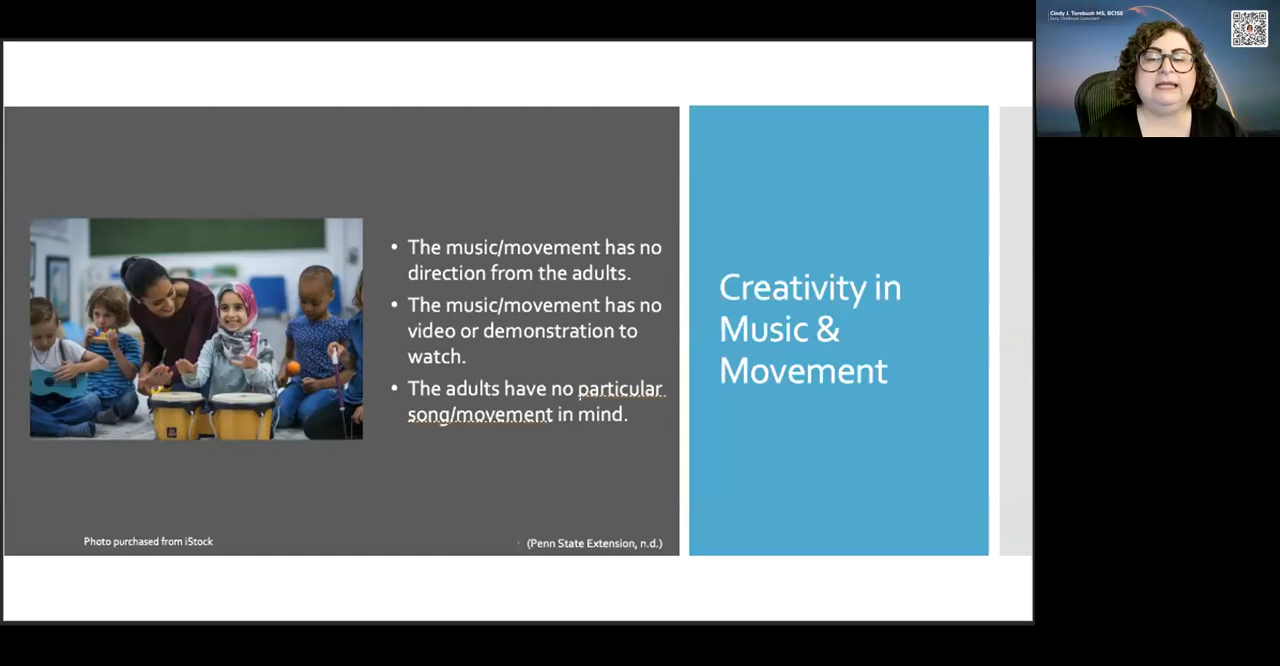 • The music/movement has no
direction from the adults.
• The music/movement has no
video or demonstration to
watch.
• The adults have no particular
song/movement in mind.
Photo purchased from iStock
(Penn State Extension, n.d.)
Creativity in
Music &
Movement
Cindy J. Terebush MS, BCISE
Early Childhood Consultant